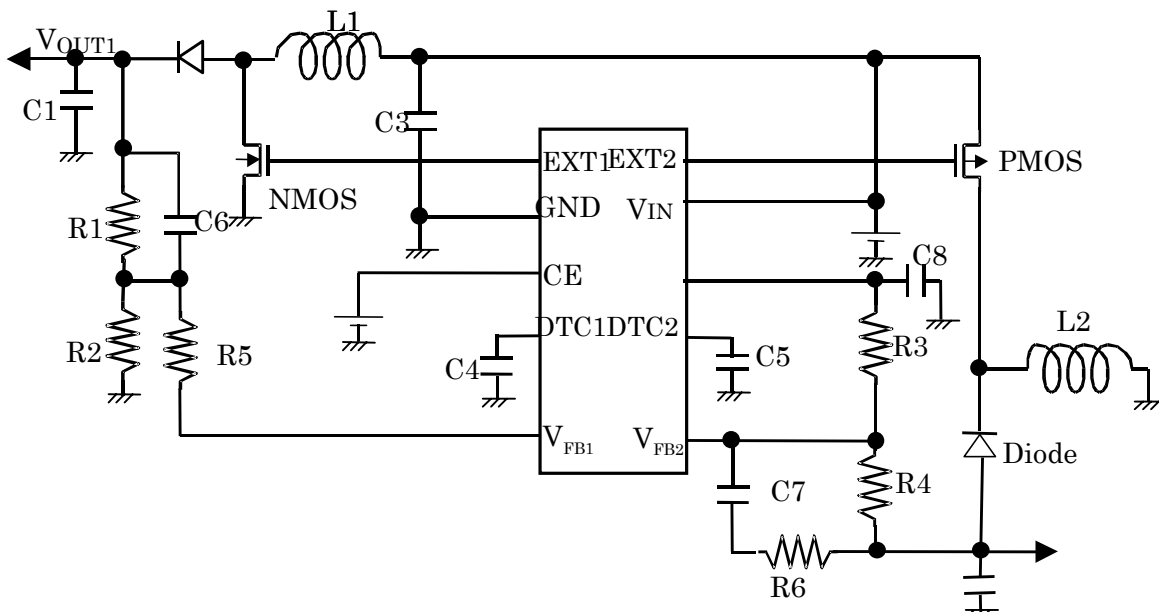 L1
VOUT1
C1
C3
EXT1 EXT2
PMOS
NMOS
GND
VIN
R1
C6
C8
CE
DTC1 DTC2
R3
L2
R2
R5
C4
C5
VFB1
VFB2
Diode
C7
R4
R6